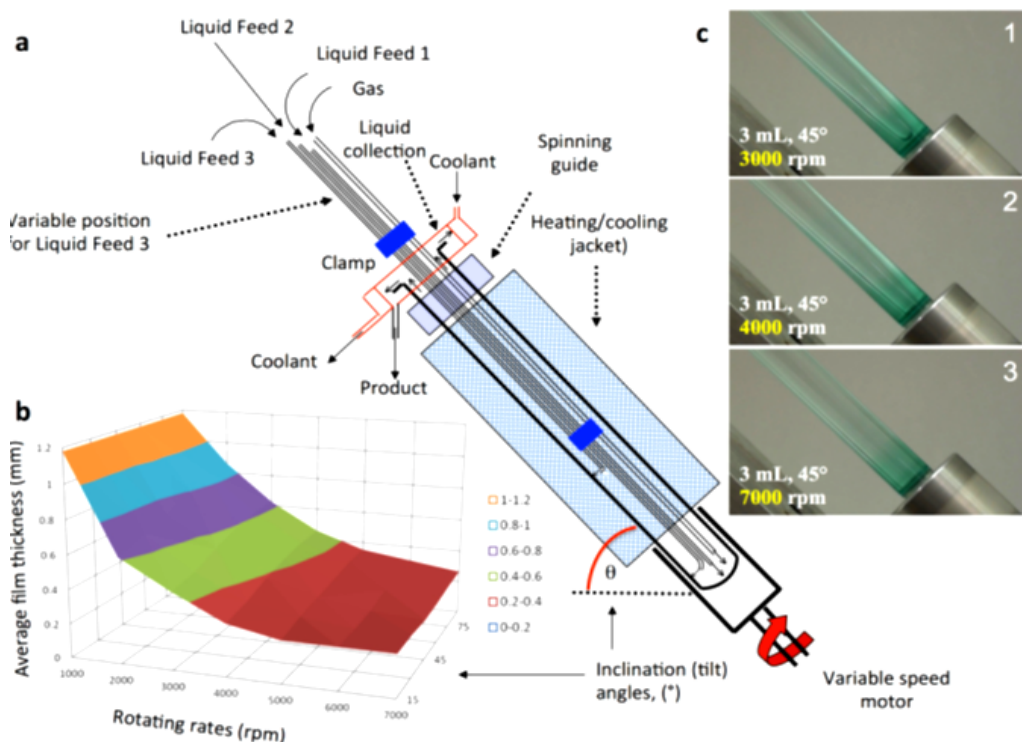 a
Liquid Feed 2
Liquid Feed 1
Gas
Liquid Feed 3
Liquid
collection
Coolant
Spinning
guide
Variable position
for Liquid Feed 3
Clamp
Heating/cooling
jacket)
Coolant
Product
θ
Inclination (tilt)
angles, (°)
Variable speed
motor
b
Average film thickness (mm)
1.2
1
0.8
0.6
0.4
0.2
0
1000
2000
3000
4000
5000
6000
7000
Rotating rates (rpm)
75
45
15
1-1.2
0.8-1
0.6-0.8
0.4-0.6
0.2-0.4
0-0.2
c
1
3 mL, 45°
3000 rpm
2
3 mL, 45°
4000 rpm
3
3 mL, 45°
7000 rpm